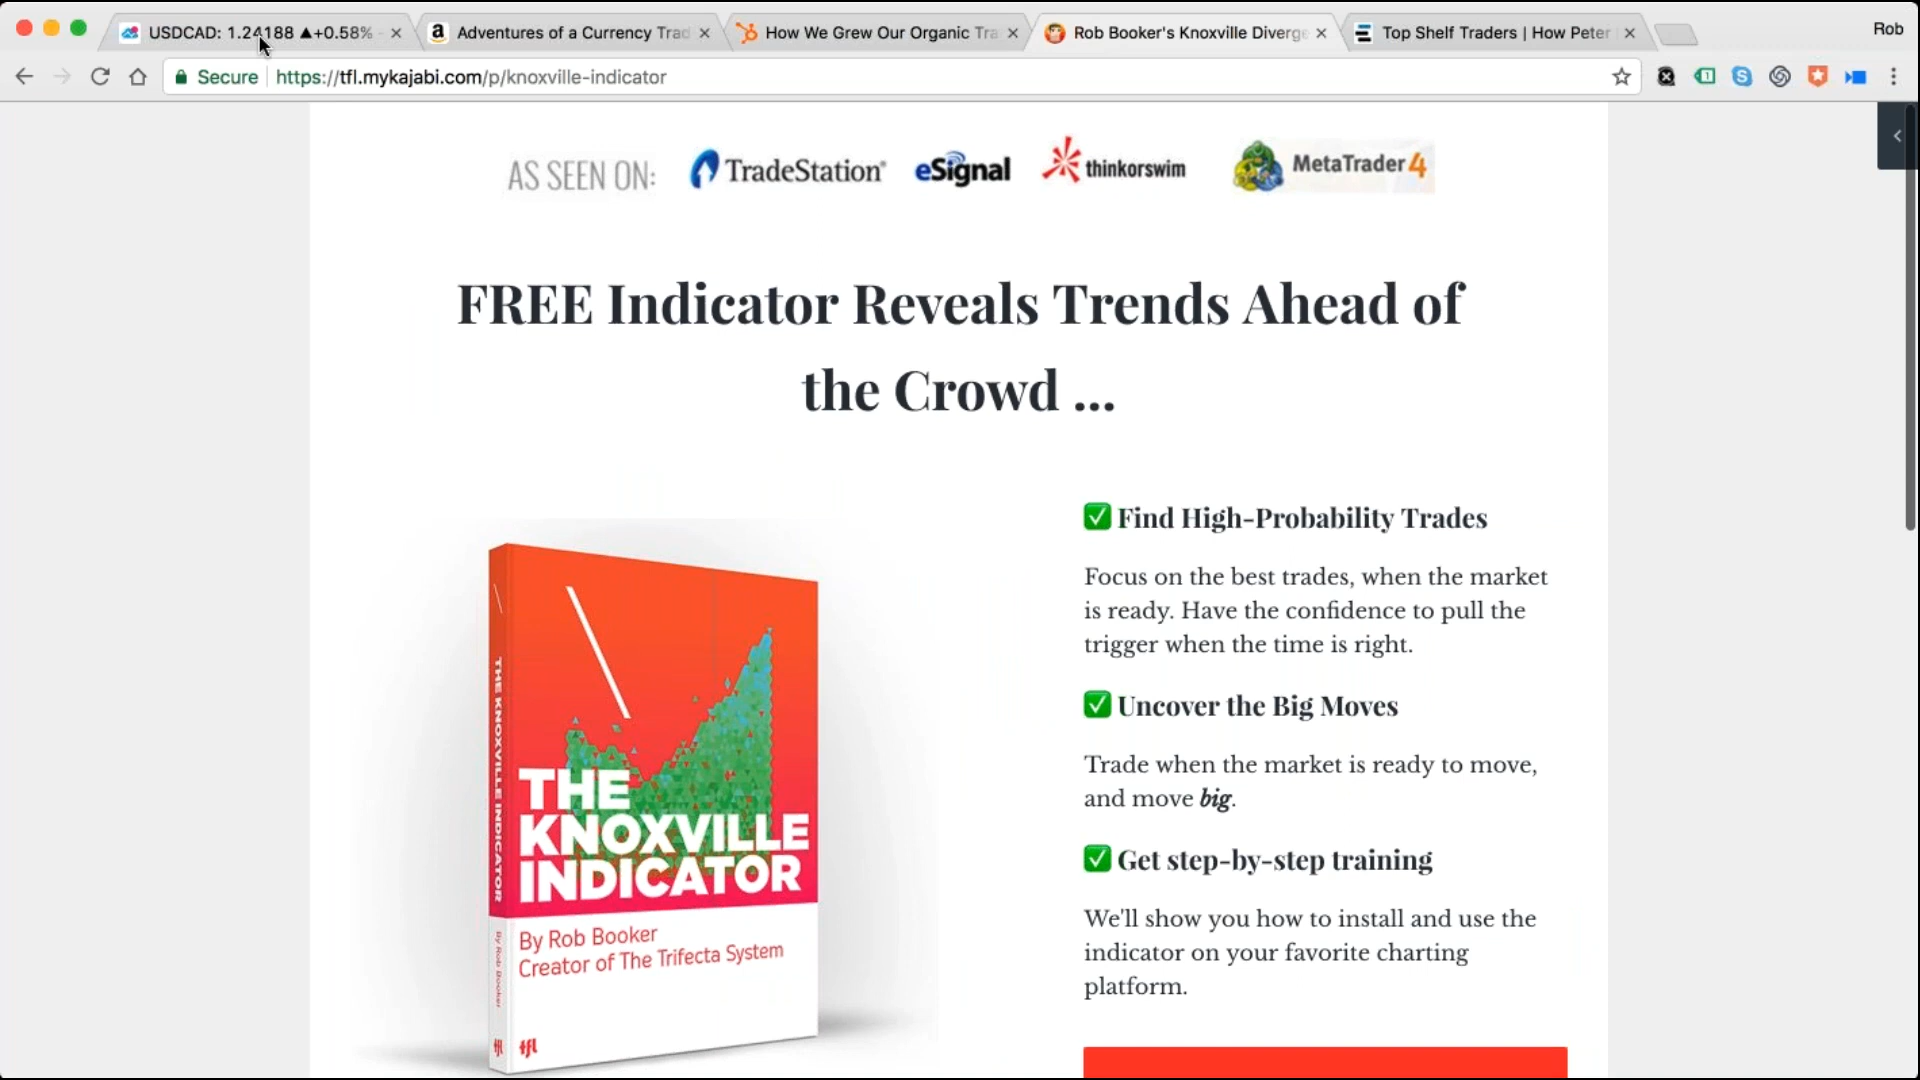 USDCAD: 1.24188 ▲+0.58%
Adventures of a Currency Trad
How We Grew Our Organic Tra
Rob Booker's Knoxville Diverge
Top Shelf Traders | How Peter
Rob
Secure
https://tfl.mykajabi.com/p/knoxville-indicator
AS SEEN ON:
TradeStation®
eSignal
thinkorswim
MetaTrader 4
FREE Indicator Reveals Trends Ahead of
the Crowd ...
✅ Find High-Probability Trades
Focus on the best trades, when the market
is ready. Have the confidence to pull the
trigger when the time is right.
✅ Uncover the Big Moves
Trade when the market is ready to move,
and move big.
✅ Get step-by-step training
We'll show you how to install and use the
indicator on your favorite charting
platform.
THE KNOXVILLE INDICATOR
By Rob Booker
tfl
THE
KNOXVILLE
INDICATOR
By Rob Booker
Creator of The Trifecta System
tfl